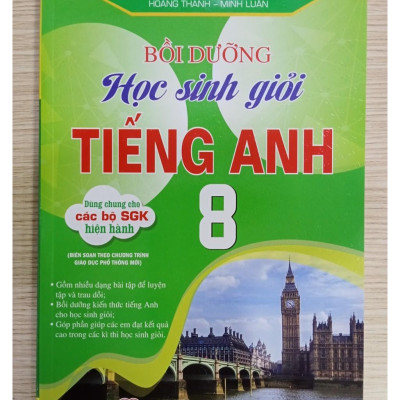 HOÀNG THANH – MINH LUÂN
BỒI DƯỠNG
Học sinh giỏi
TIẾNG ANH
8
Dùng chung cho
các bộ SGK
hiện hành
(BIÊN SOẠN THEO CHƯƠNG TRÌNH
GIÁO DỤC PHỔ THÔNG MỚI)
• Gồm nhiều dạng bài tập để luyện
tập và trau dồi;
• Bồi dưỡng kiến thức tiếng Anh
cho học sinh giỏi;
• Góp phần giúp các em đạt kết quả
cao trong các kì thi học sinh giỏi.